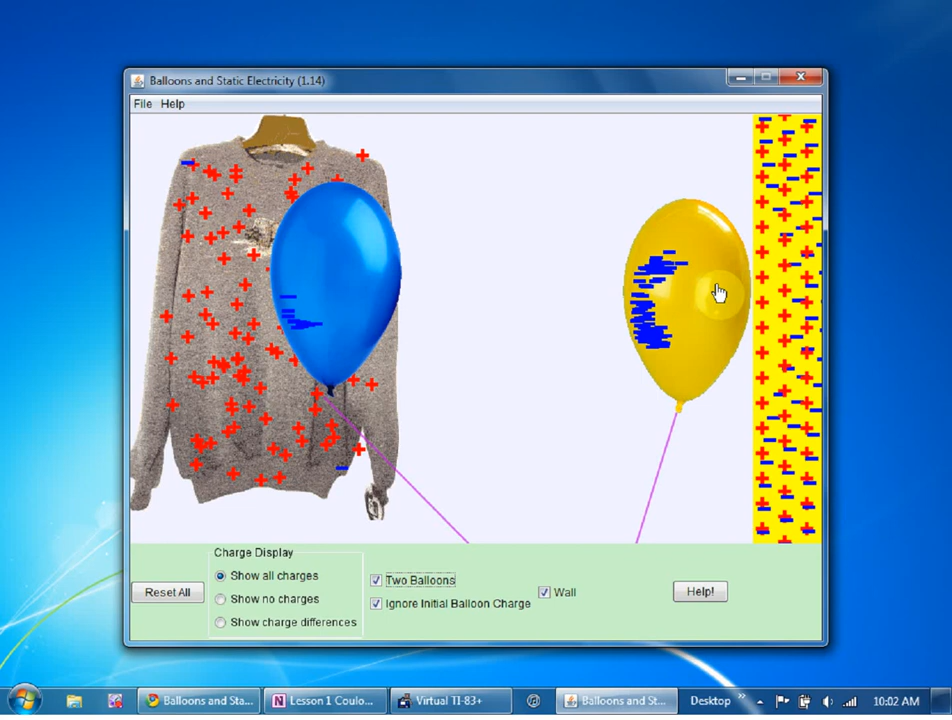 Balloons and Static Electricity (1.14)
File Help
Charge Display
Show all charges
Show no charges
Show charge differences
Reset All
Two Balloons
Ignore Initial Balloon Charge
Wall
Help!
Balloons and Sta...
Lesson 1 Coulo...
Virtual TI-83+
Balloons and St...
Desktop
10:02 AM